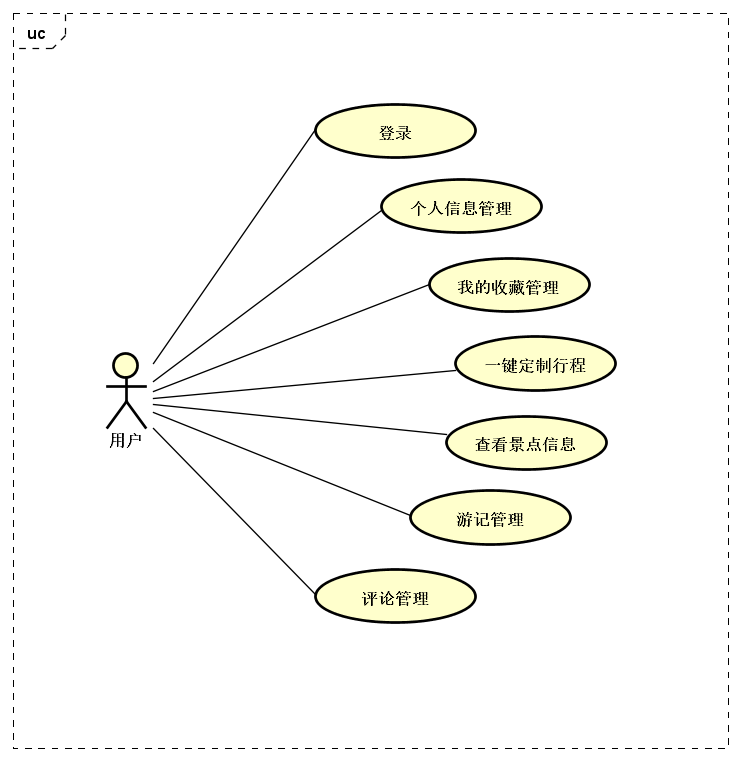 uc
登录
个人信息管理
我的收藏管理
一键定制行程
用户
查看景点信息
游记管理
评论管理